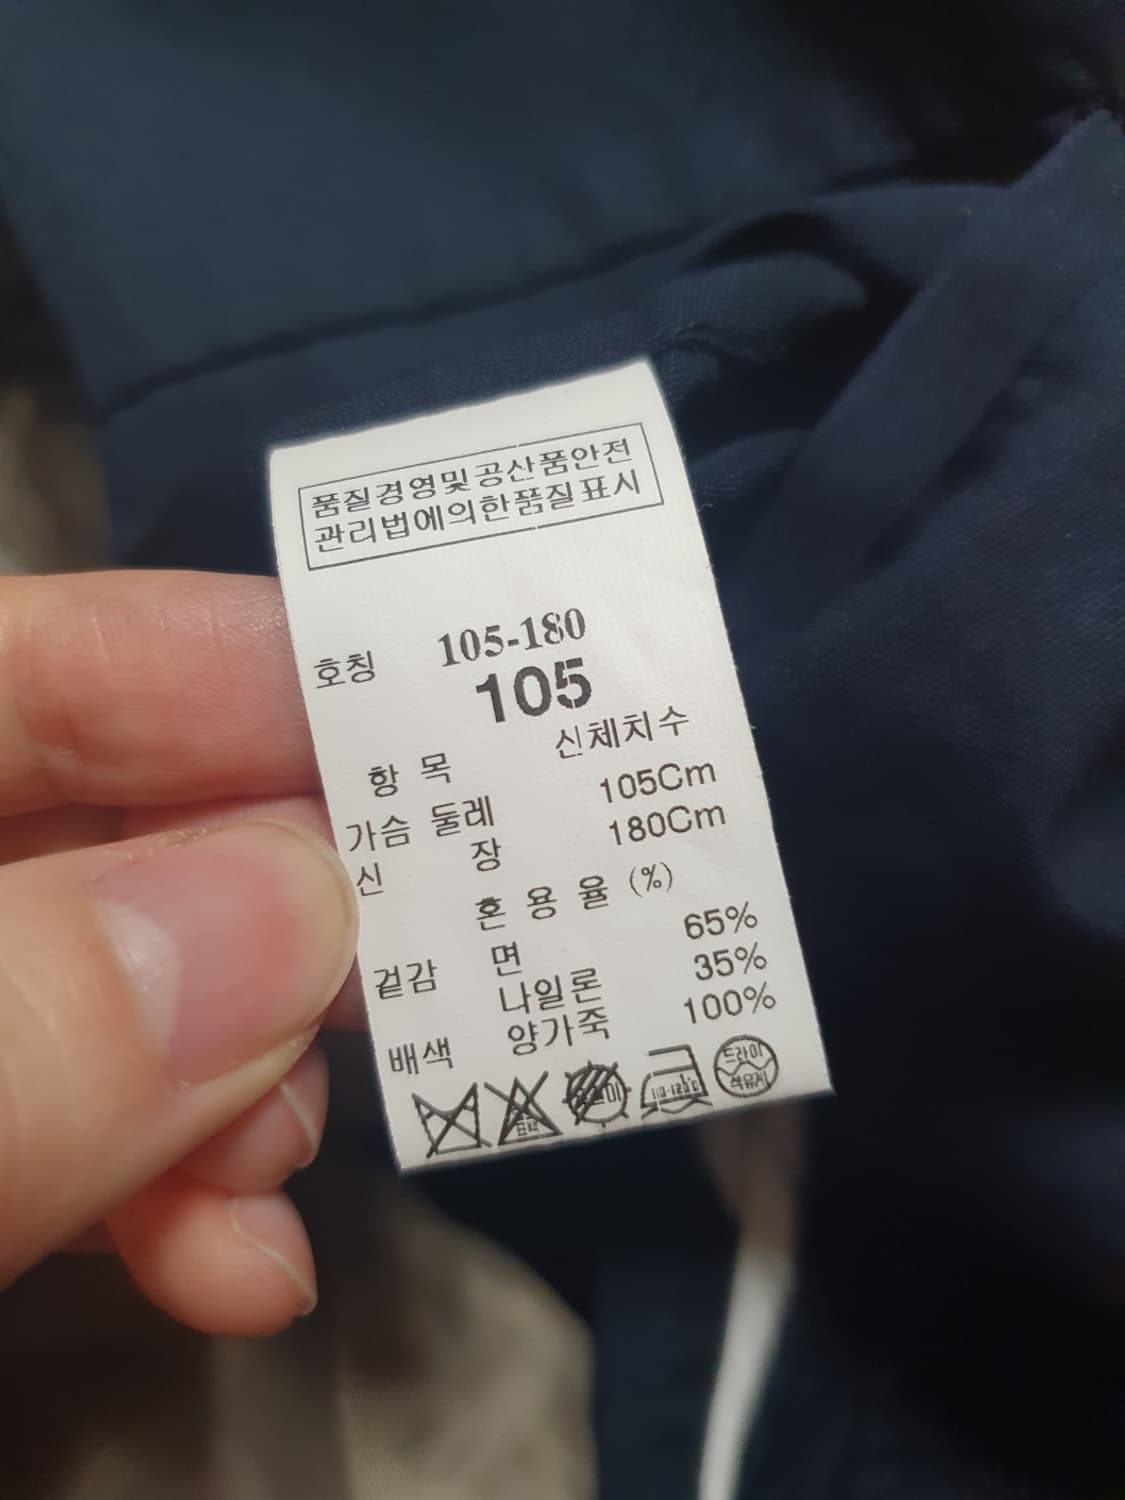 품질경영및공산품안전
관리법에의한품질표시
호칭 105-180
105
항 목 신체치수
가슴 둘레 105Cm
신 장 180Cm
혼 용 율 (%)
겉감 면 65%
나일론 35%
배색 양가죽 100%
표백
드라이
석유계